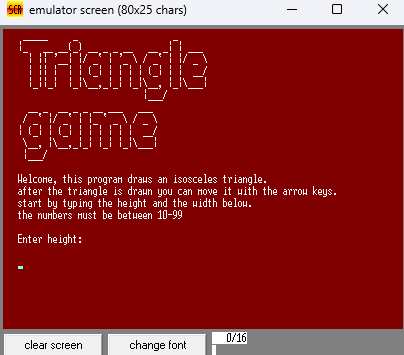 emulator screen (80x25 chars)
Triangle
game
Welcome, this program draws an isosceles triangle.
after the triangle is drawn you can move it with the arrow keys.
start by typing the height and the width below.
the numbers must be between 10-99
Enter height:
clear screen
change font
0/16